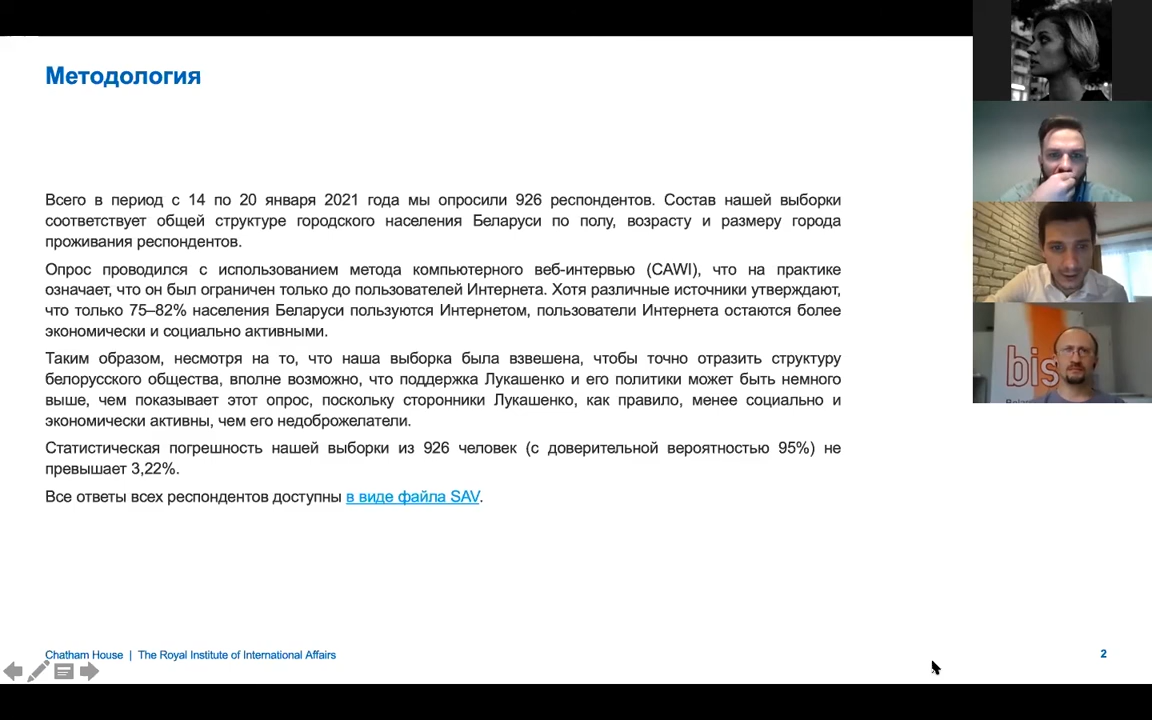 Методология
Всего в период с 14 по 20 января 2021 года мы опросили 926 респондентов. Состав нашей выборки
соответствует общей структуре городского населения Беларуси по полу, возрасту и размеру города
проживания респондентов.
Опрос проводился с использованием метода компьютерного веб-интервью (CAWI), что на практике
означает, что он был ограничен только до пользователей Интернета. Хотя различные источники утверждают,
что только 75–82% населения Беларуси пользуются Интернетом, пользователи Интернета остаются более
экономически и социально активными.
Таким образом, несмотря на то, что наша выборка была взвешена, чтобы точно отразить структуру
белорусского общества, вполне возможно, что поддержка Лукашенко и его политики может быть немного
выше, чем показывает этот опрос, поскольку сторонники Лукашенко, как правило, менее социально и
экономически активны, чем его недоброжелатели.
Статистическая погрешность нашей выборки из 926 человек (с доверительной вероятностью 95%) не
превышает 3,22%.
Все ответы всех респондентов доступны в виде файла SAV.
Chatham House | The Royal Institute of International Affairs
2
bis